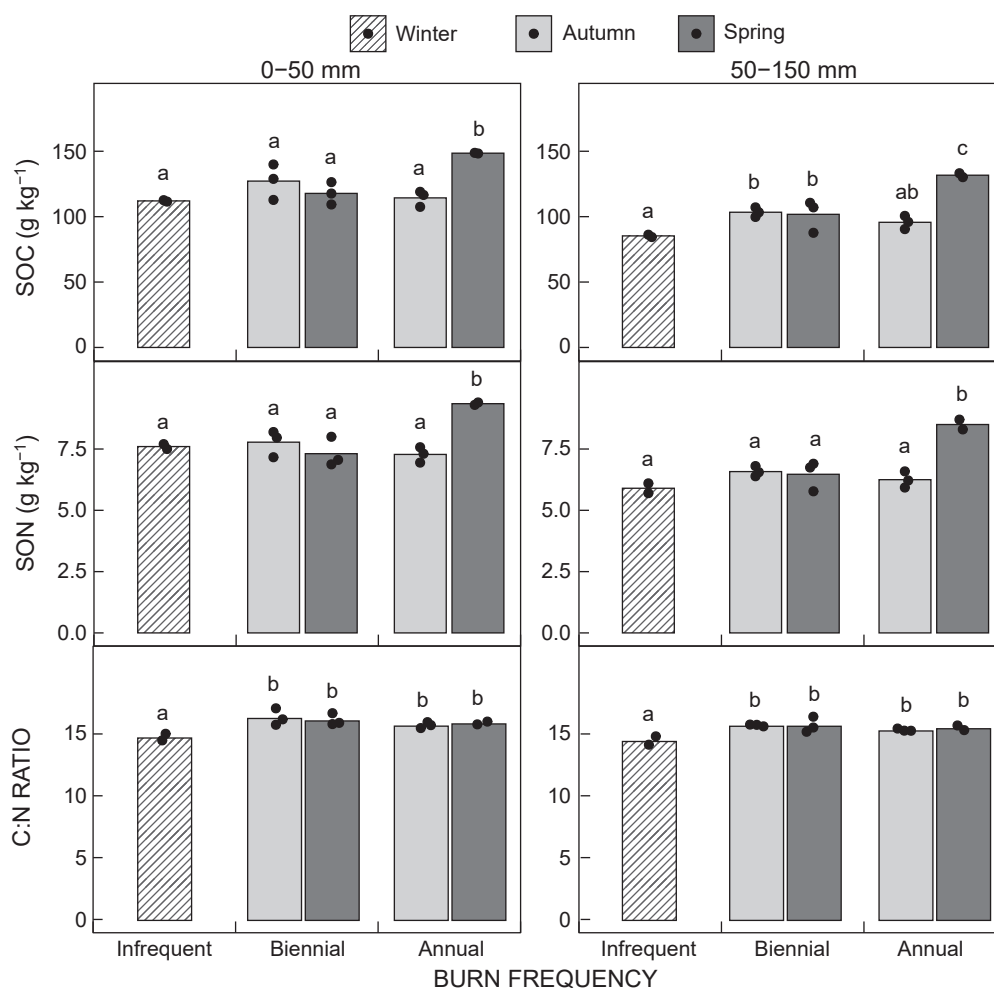 Winter Autumn Spring
0−50 mm 50−150 mm
SOC (g kg⁻¹)
150
100
50
0
a
a
a
a
b
150
100
50
0
a
b
b
ab
c
SON (g kg⁻¹)
7.5
5.0
2.5
0.0
a
a
a
a
b
7.5
5.0
2.5
0.0
a
a
a
a
b
C:N RATIO
15
10
5
0
a
b
b
b
b
15
10
5
0
a
b
b
b
b
Infrequent Biennial Annual Infrequent Biennial Annual
BURN FREQUENCY